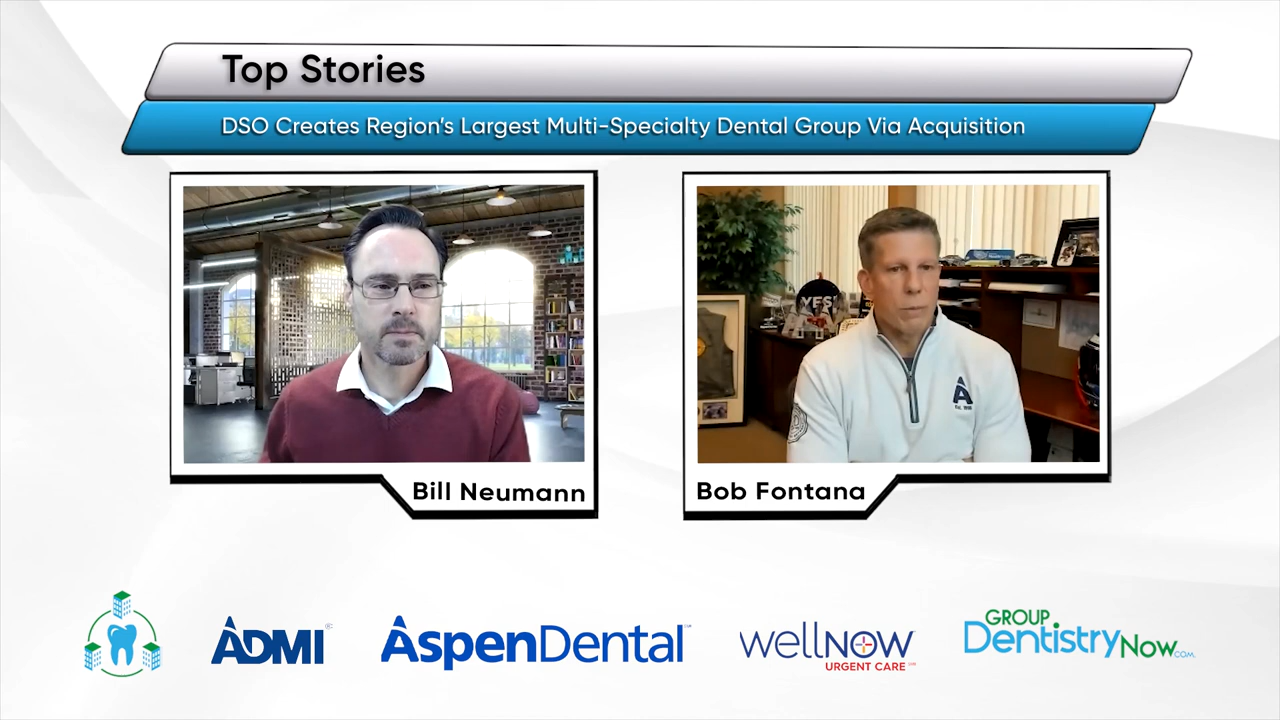 Top Stories
DSO Creates Region's Largest Multi-Specialty Dental Group Via Acquisition
YES!
Bill Neumann
Bob Fontana
ADMI
AspenDental
wellnow
URGENT CARE
GROUP
DentistryNow.COM.